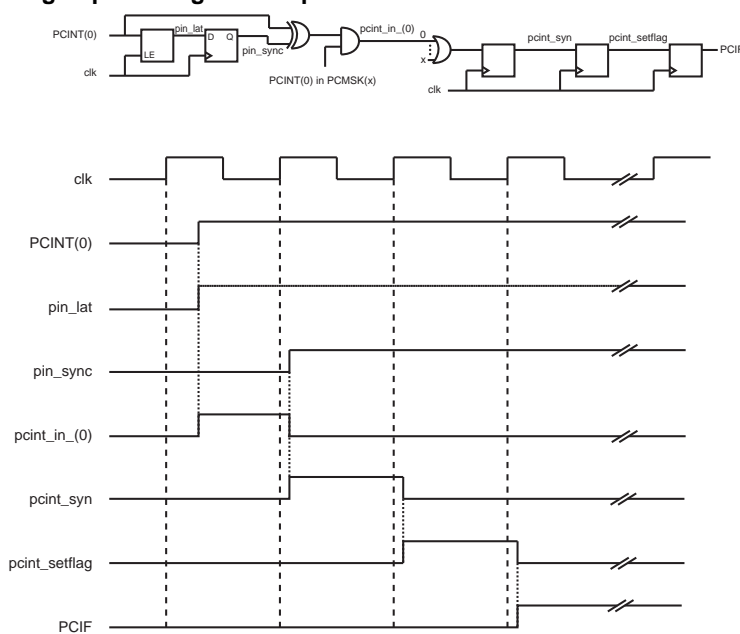 PCINT(0)
LE
pin_lat
D Q
pin_sync
clk
PCINT(0) in PCMSK(x)
pcint_in_(0)
0
x
clk
pcint_syn
pcint_setflag
PCIF
clk
PCINT(0)
pin_lat
pin_sync
pcint_in_(0)
pcint_syn
pcint_setflag
PCIF